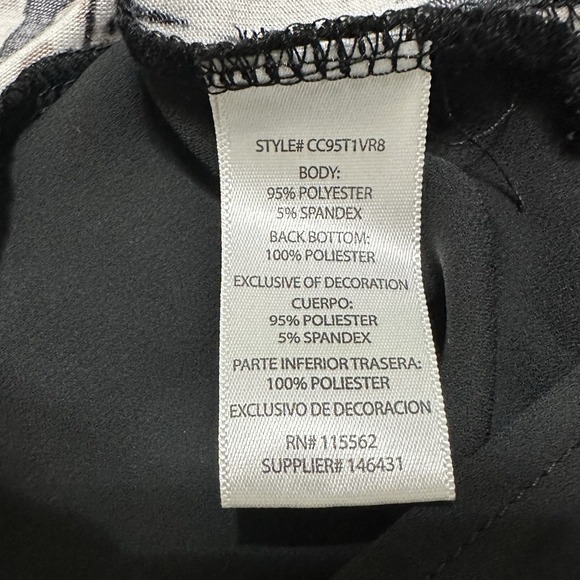 STYLE# CC95T1VR8
BODY:
95% POLYESTER
5% SPANDEX
BACK BOTTOM:
100% POLIESTER
EXCLUSIVE OF DECORATION
CUERPO:
95% POLIESTER
5% SPANDEX
PARTE INFERIOR TRASERA:
100% POLIESTER
EXCLUSIVO DE DECORACION
RN# 115562
SUPPLIER# 146431